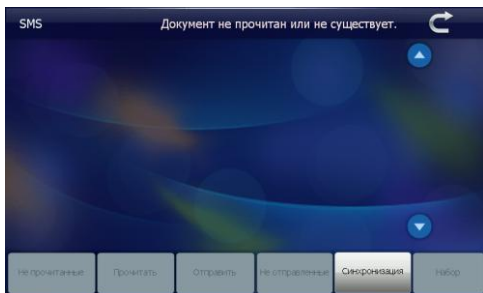 SMS
Документ не прочитан или не существует.
Не прочитанные
Прочитать
Отправить
Не отправленные
Синхронизация
Набор